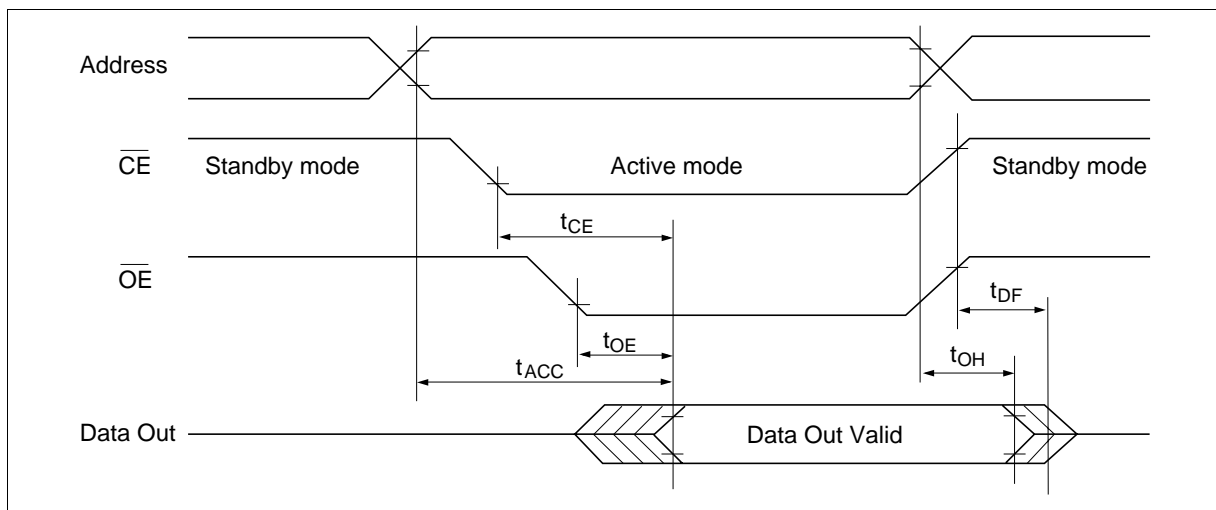 Address
CE
Standby mode
Active mode
Standby mode
tCE
OE
tDF
tOE
tACC
tOH
Data Out
Data Out Valid